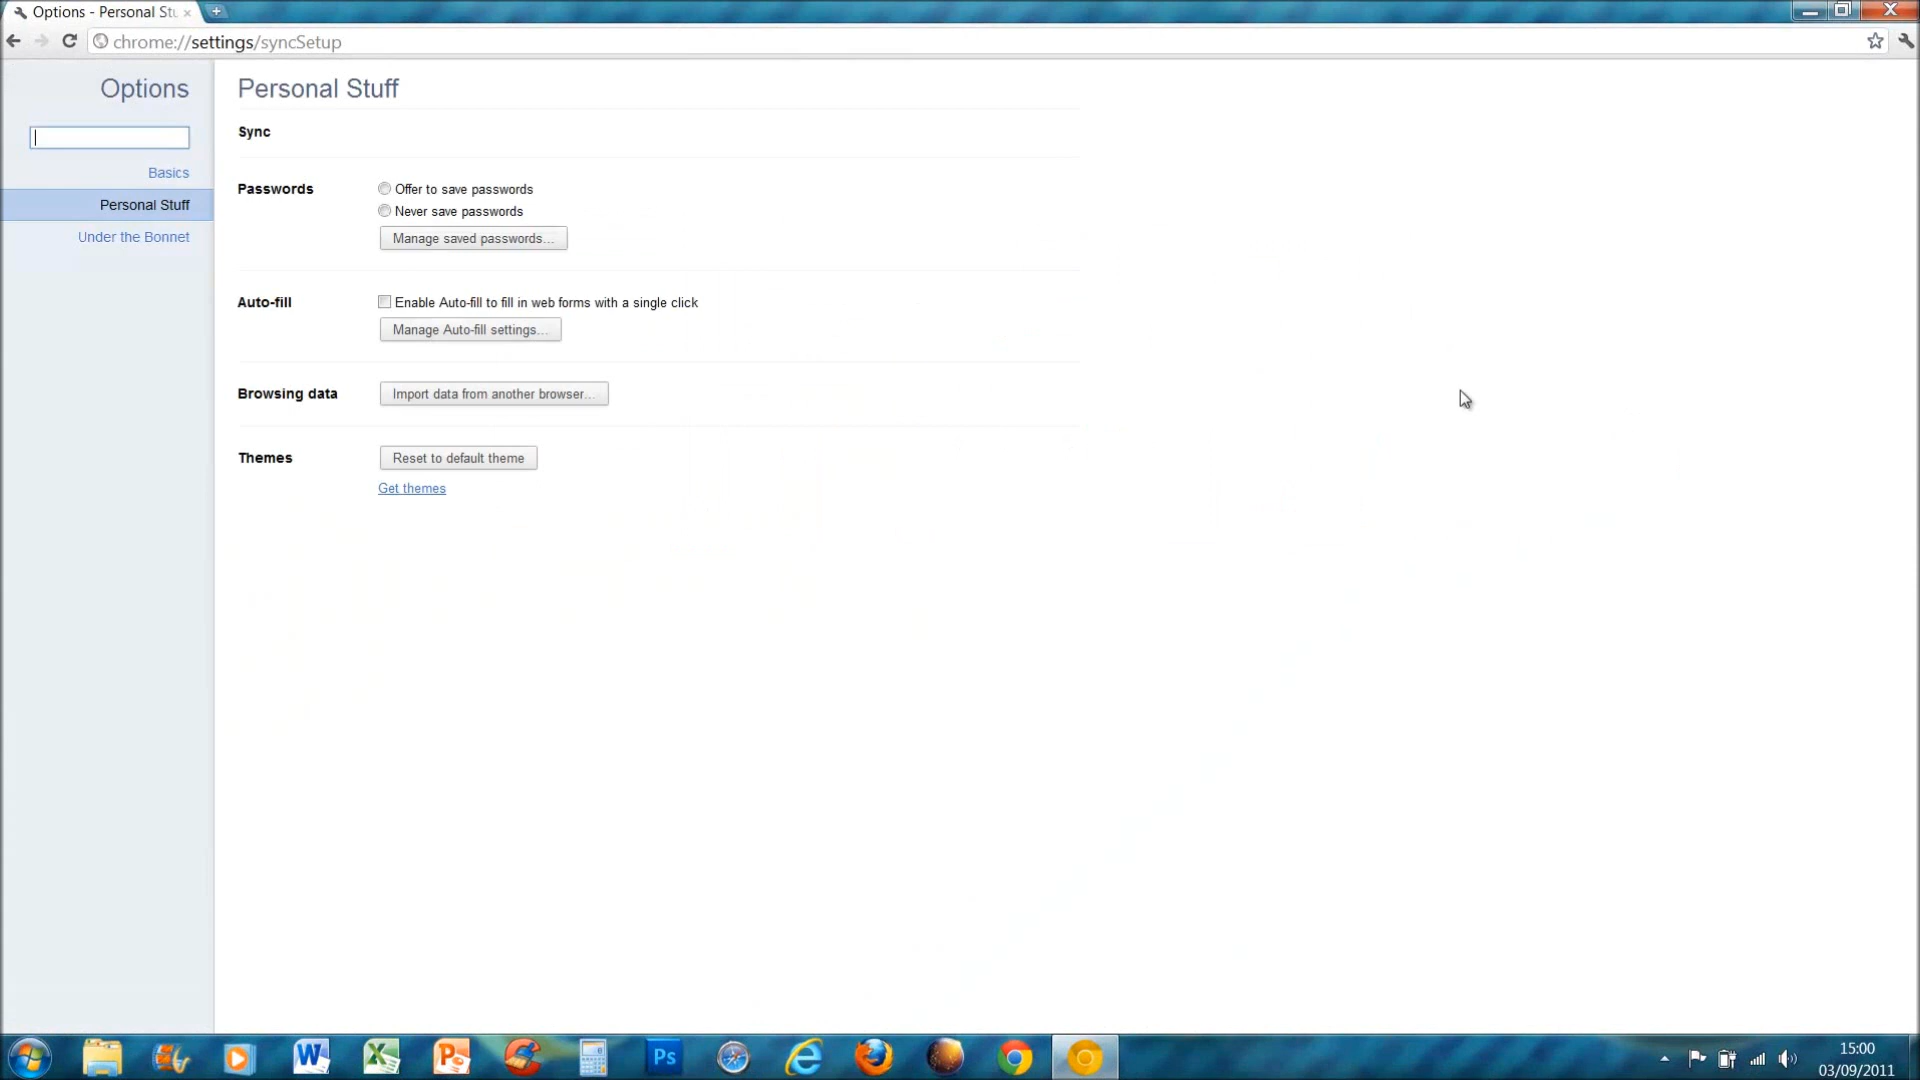 Options - Personal Stu
chrome://settings/syncSetup
Options
Personal Stuff
Sync
Basics
Personal Stuff
Under the Bonnet
Passwords
Offer to save passwords
Never save passwords
Manage saved passwords...
Auto-fill
Enable Auto-fill to fill in web forms with a single click
Manage Auto-fill settings...
Browsing data
Import data from another browser...
Themes
Reset to default theme
Get themes
Ps
15:00
03/09/2011